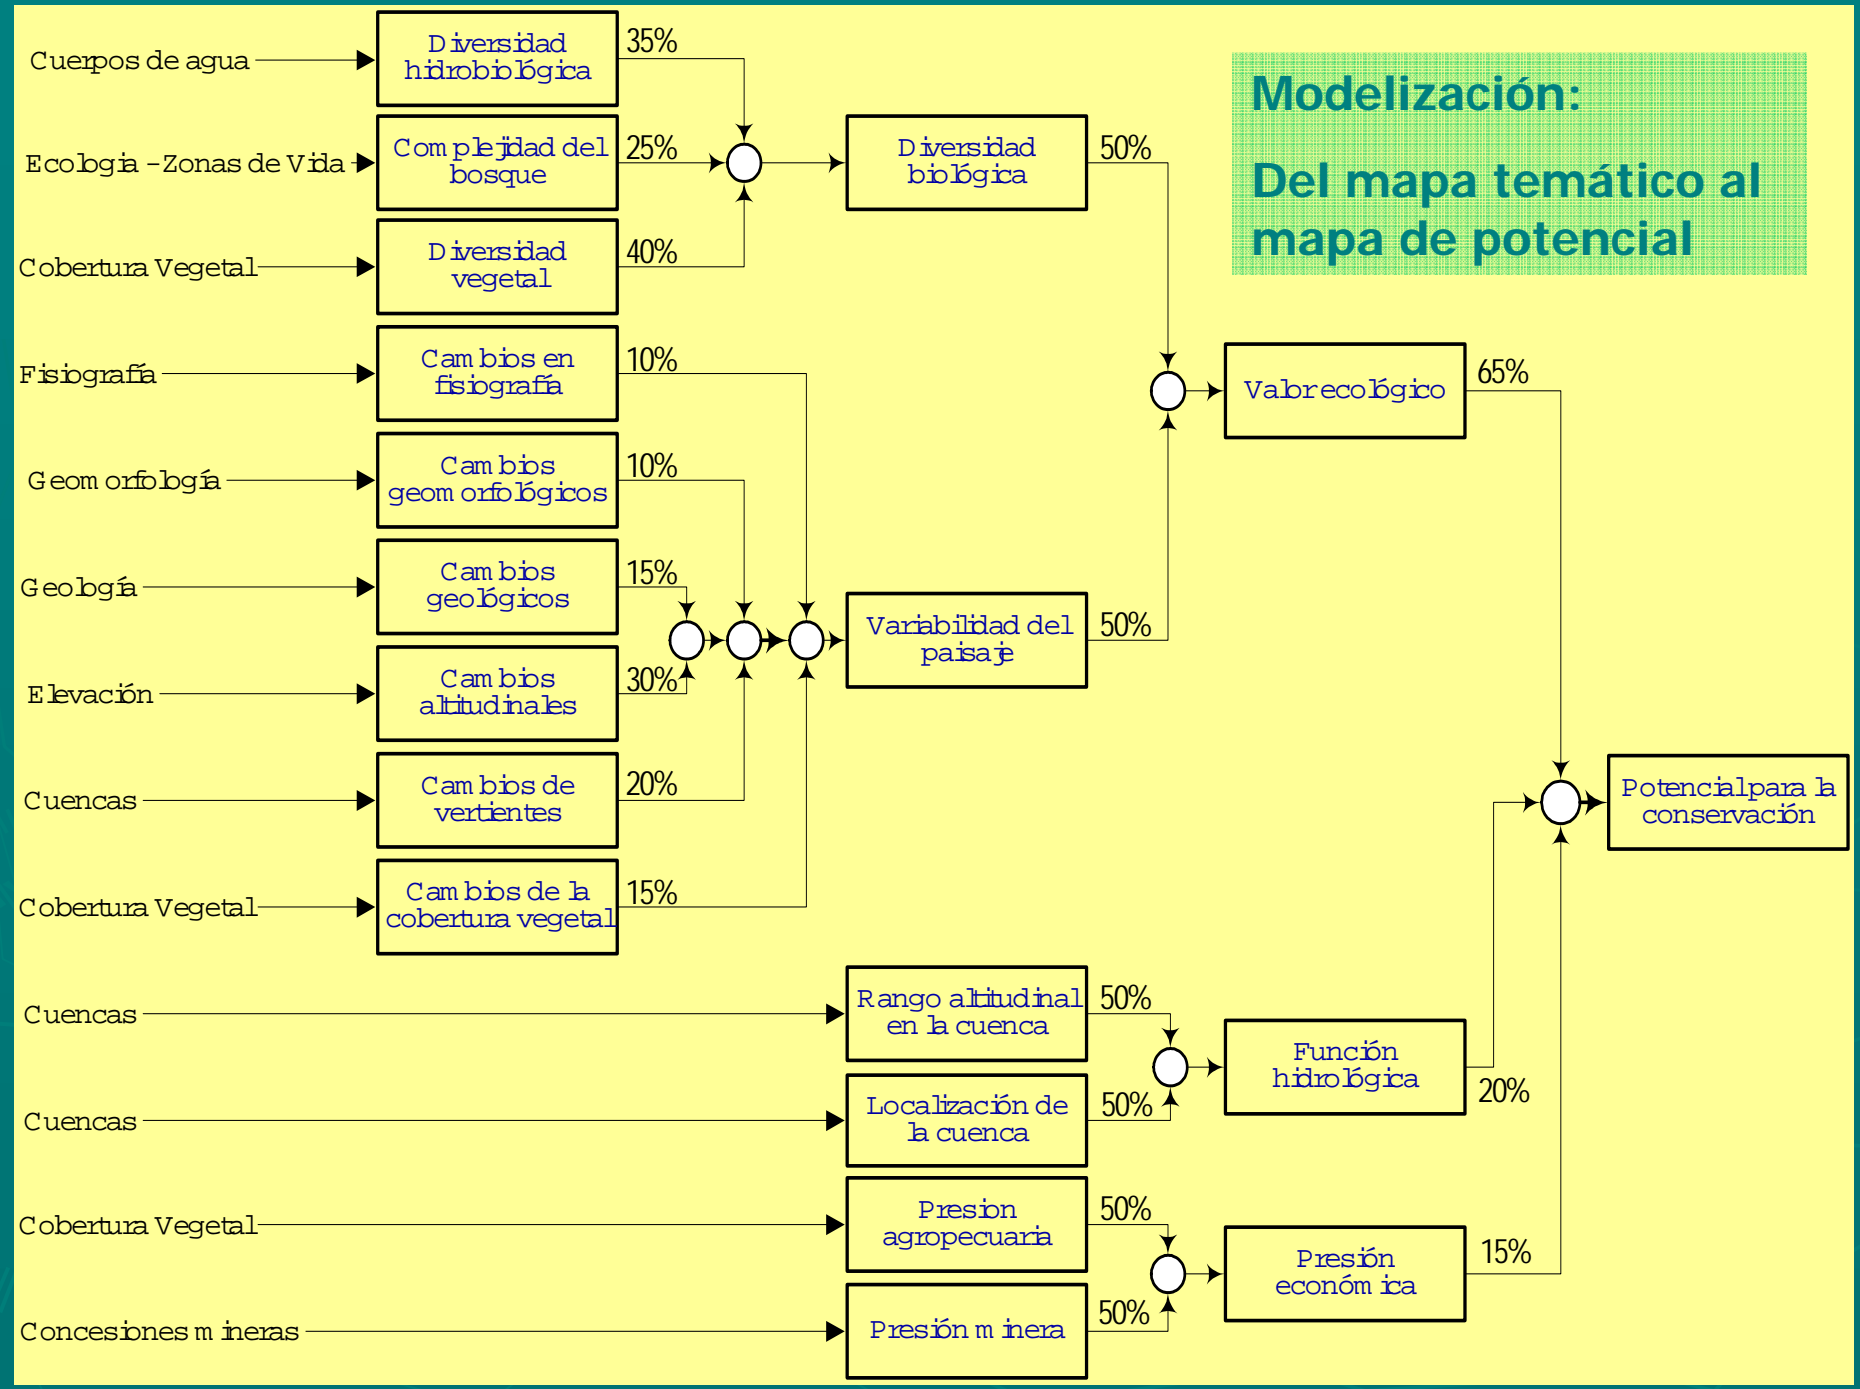 Cuerpos de agua
Diversidad
hidrobiológica
35%
Ecologia - Zonas de Vida
Complejidad del
bosque
25%
Cobertura Vegetal
Diversidad
vegetal
40%
Diversidad
biológica
50%
Modelización:
Del mapa temático al
mapa de potencial
Fisiografía
Cambios en
fisiografía
10%
Geomorfología
Cambios
geomorfológicos
10%
Geología
Cambios
geológicos
15%
Elevación
Cambios
altitudinales
30%
Cuencas
Cambios de
vertientes
20%
Cobertura Vegetal
Cambios de la
cobertura vegetal
15%
Variabilidad del
paisaje
50%
Valor ecológico
65%
Cuencas
Rango altitudinal
en la cuenca
50%
Cuencas
Localización de
la cuenca
50%
Función
hidrológica
20%
Cobertura Vegetal
Presion
agropecuaria
50%
Concesiones mineras
Presión minera
50%
Presión
económica
15%
Potencial para la
conservación